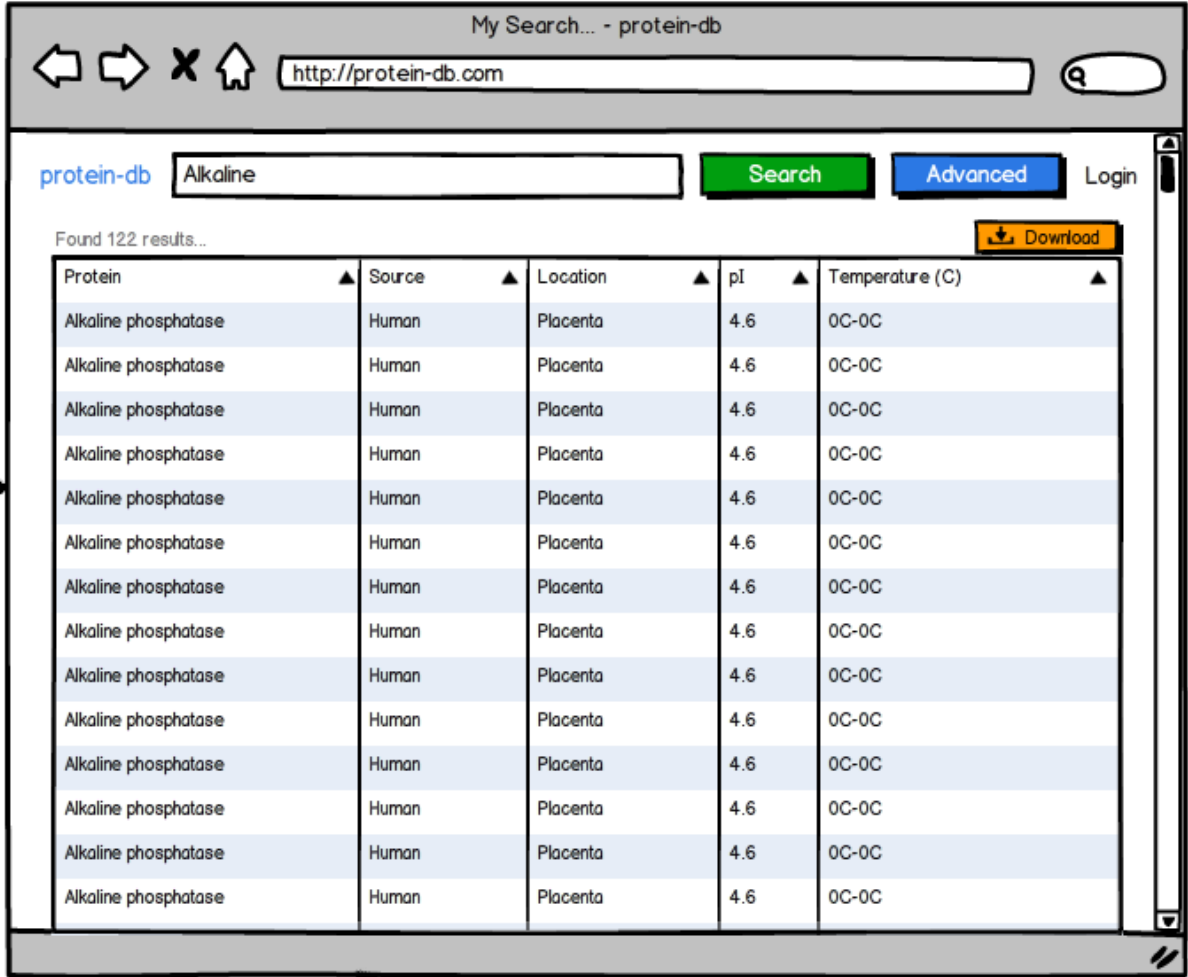 My Search... - protein-db
http://protein-db.com
protein-db Alkaline Search Advanced Login
Found 122 results... Download
Protein Source Location pI Temperature (C)
Alkaline phosphatase Human Placenta 4.6 0C-0C
Alkaline phosphatase Human Placenta 4.6 0C-0C
Alkaline phosphatase Human Placenta 4.6 0C-0C
Alkaline phosphatase Human Placenta 4.6 0C-0C
Alkaline phosphatase Human Placenta 4.6 0C-0C
Alkaline phosphatase Human Placenta 4.6 0C-0C
Alkaline phosphatase Human Placenta 4.6 0C-0C
Alkaline phosphatase Human Placenta 4.6 0C-0C
Alkaline phosphatase Human Placenta 4.6 0C-0C
Alkaline phosphatase Human Placenta 4.6 0C-0C
Alkaline phosphatase Human Placenta 4.6 0C-0C
Alkaline phosphatase Human Placenta 4.6 0C-0C
Alkaline phosphatase Human Placenta 4.6 0C-0C
Alkaline phosphatase Human Placenta 4.6 0C-0C